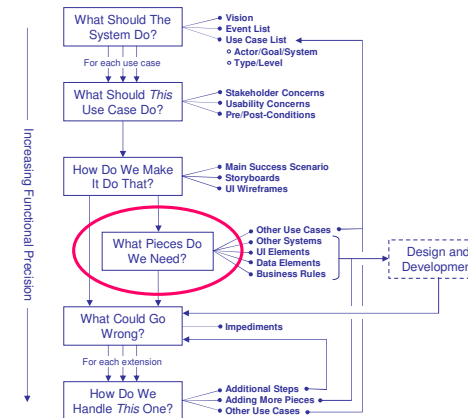 What Should The
System Do?
Vision
Event List
Use Case List
Actor/Goal/System
Type/Level
For each use case
What Should This
Use Case Do?
Stakeholder Concerns
Usability Concerns
Pre/Post-Conditions
Increasing Functional Precision
How Do We Make
It Do That?
Main Success Scenario
Storyboards
UI Wireframes
What Pieces Do
We Need?
Other Use Cases
Other Systems
UI Elements
Data Elements
Business Rules
Design and
Developmen
What Could Go
Wrong?
Impediments
For each extension
How Do We
Handle This One?
Additional Steps
Adding More Pieces
Other Use Cases